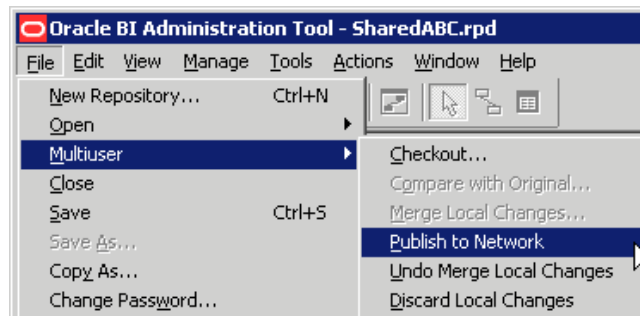 Oracle BI Administration Tool - SharedABC.rpd
File Edit View Manage Tools Actions Window Help
New Repository... Ctrl+N
Open
Multiuser
Close
Save Ctrl+S
Save As...
Copy As...
Change Password...
Checkout...
Compare with Original...
Merge Local Changes...
Publish to Network
Undo Merge Local Changes
Discard Local Changes